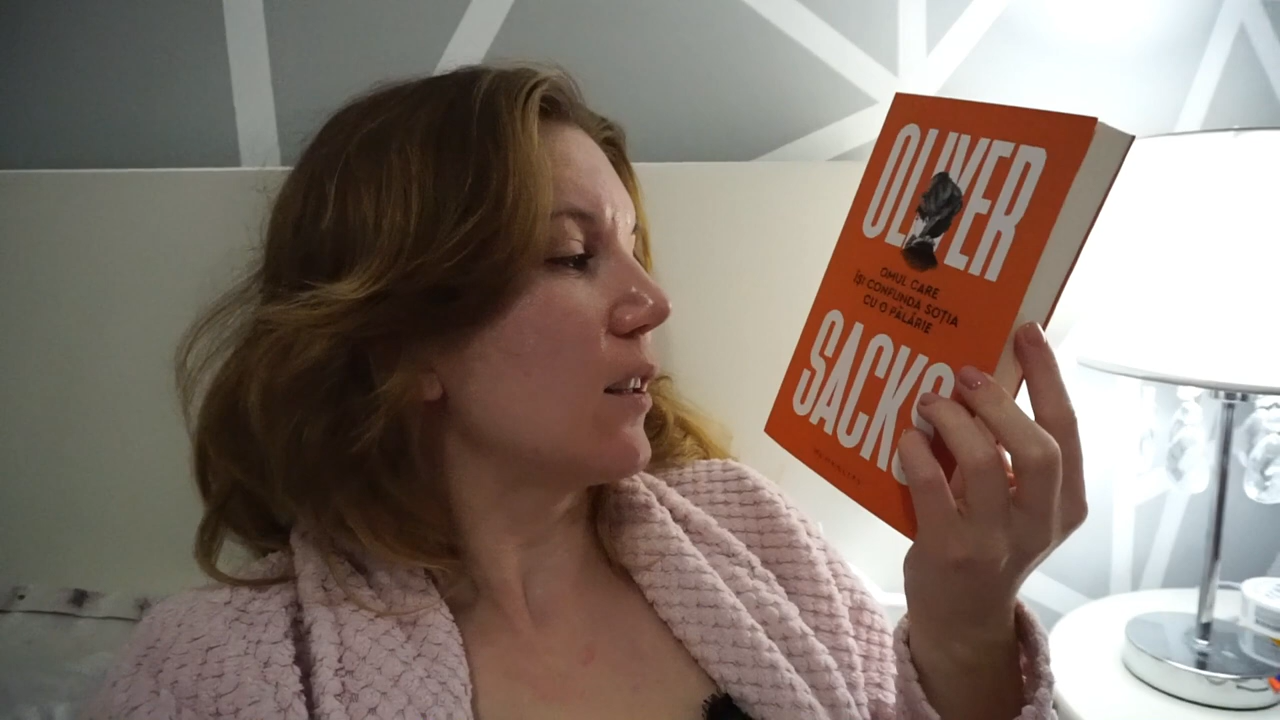 OLIVER
OMUL CARE
ÎȘI CONFUNDA SOȚIA
CU O PĂLĂRIE
SACKS